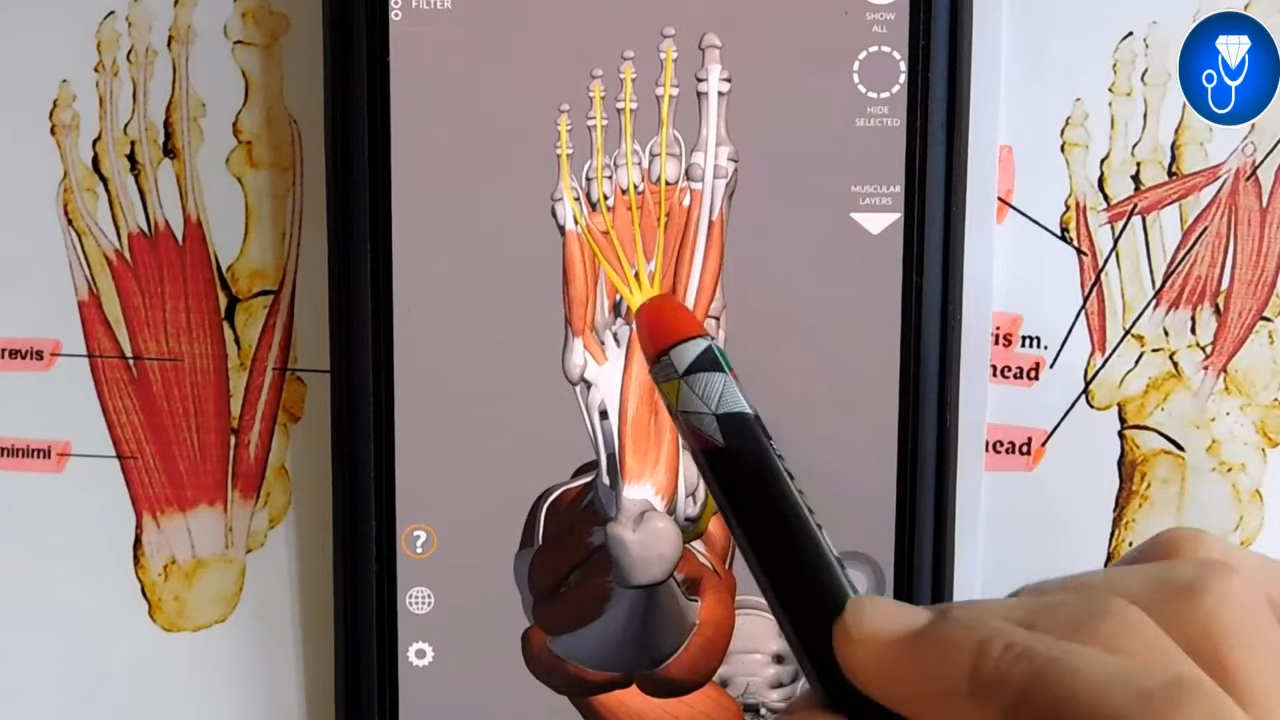 FILTER
SHOW
ALL
HIDE
SELECTED
MUSCULAR
LAYERS
revis
minimi
is m.
head
head
?